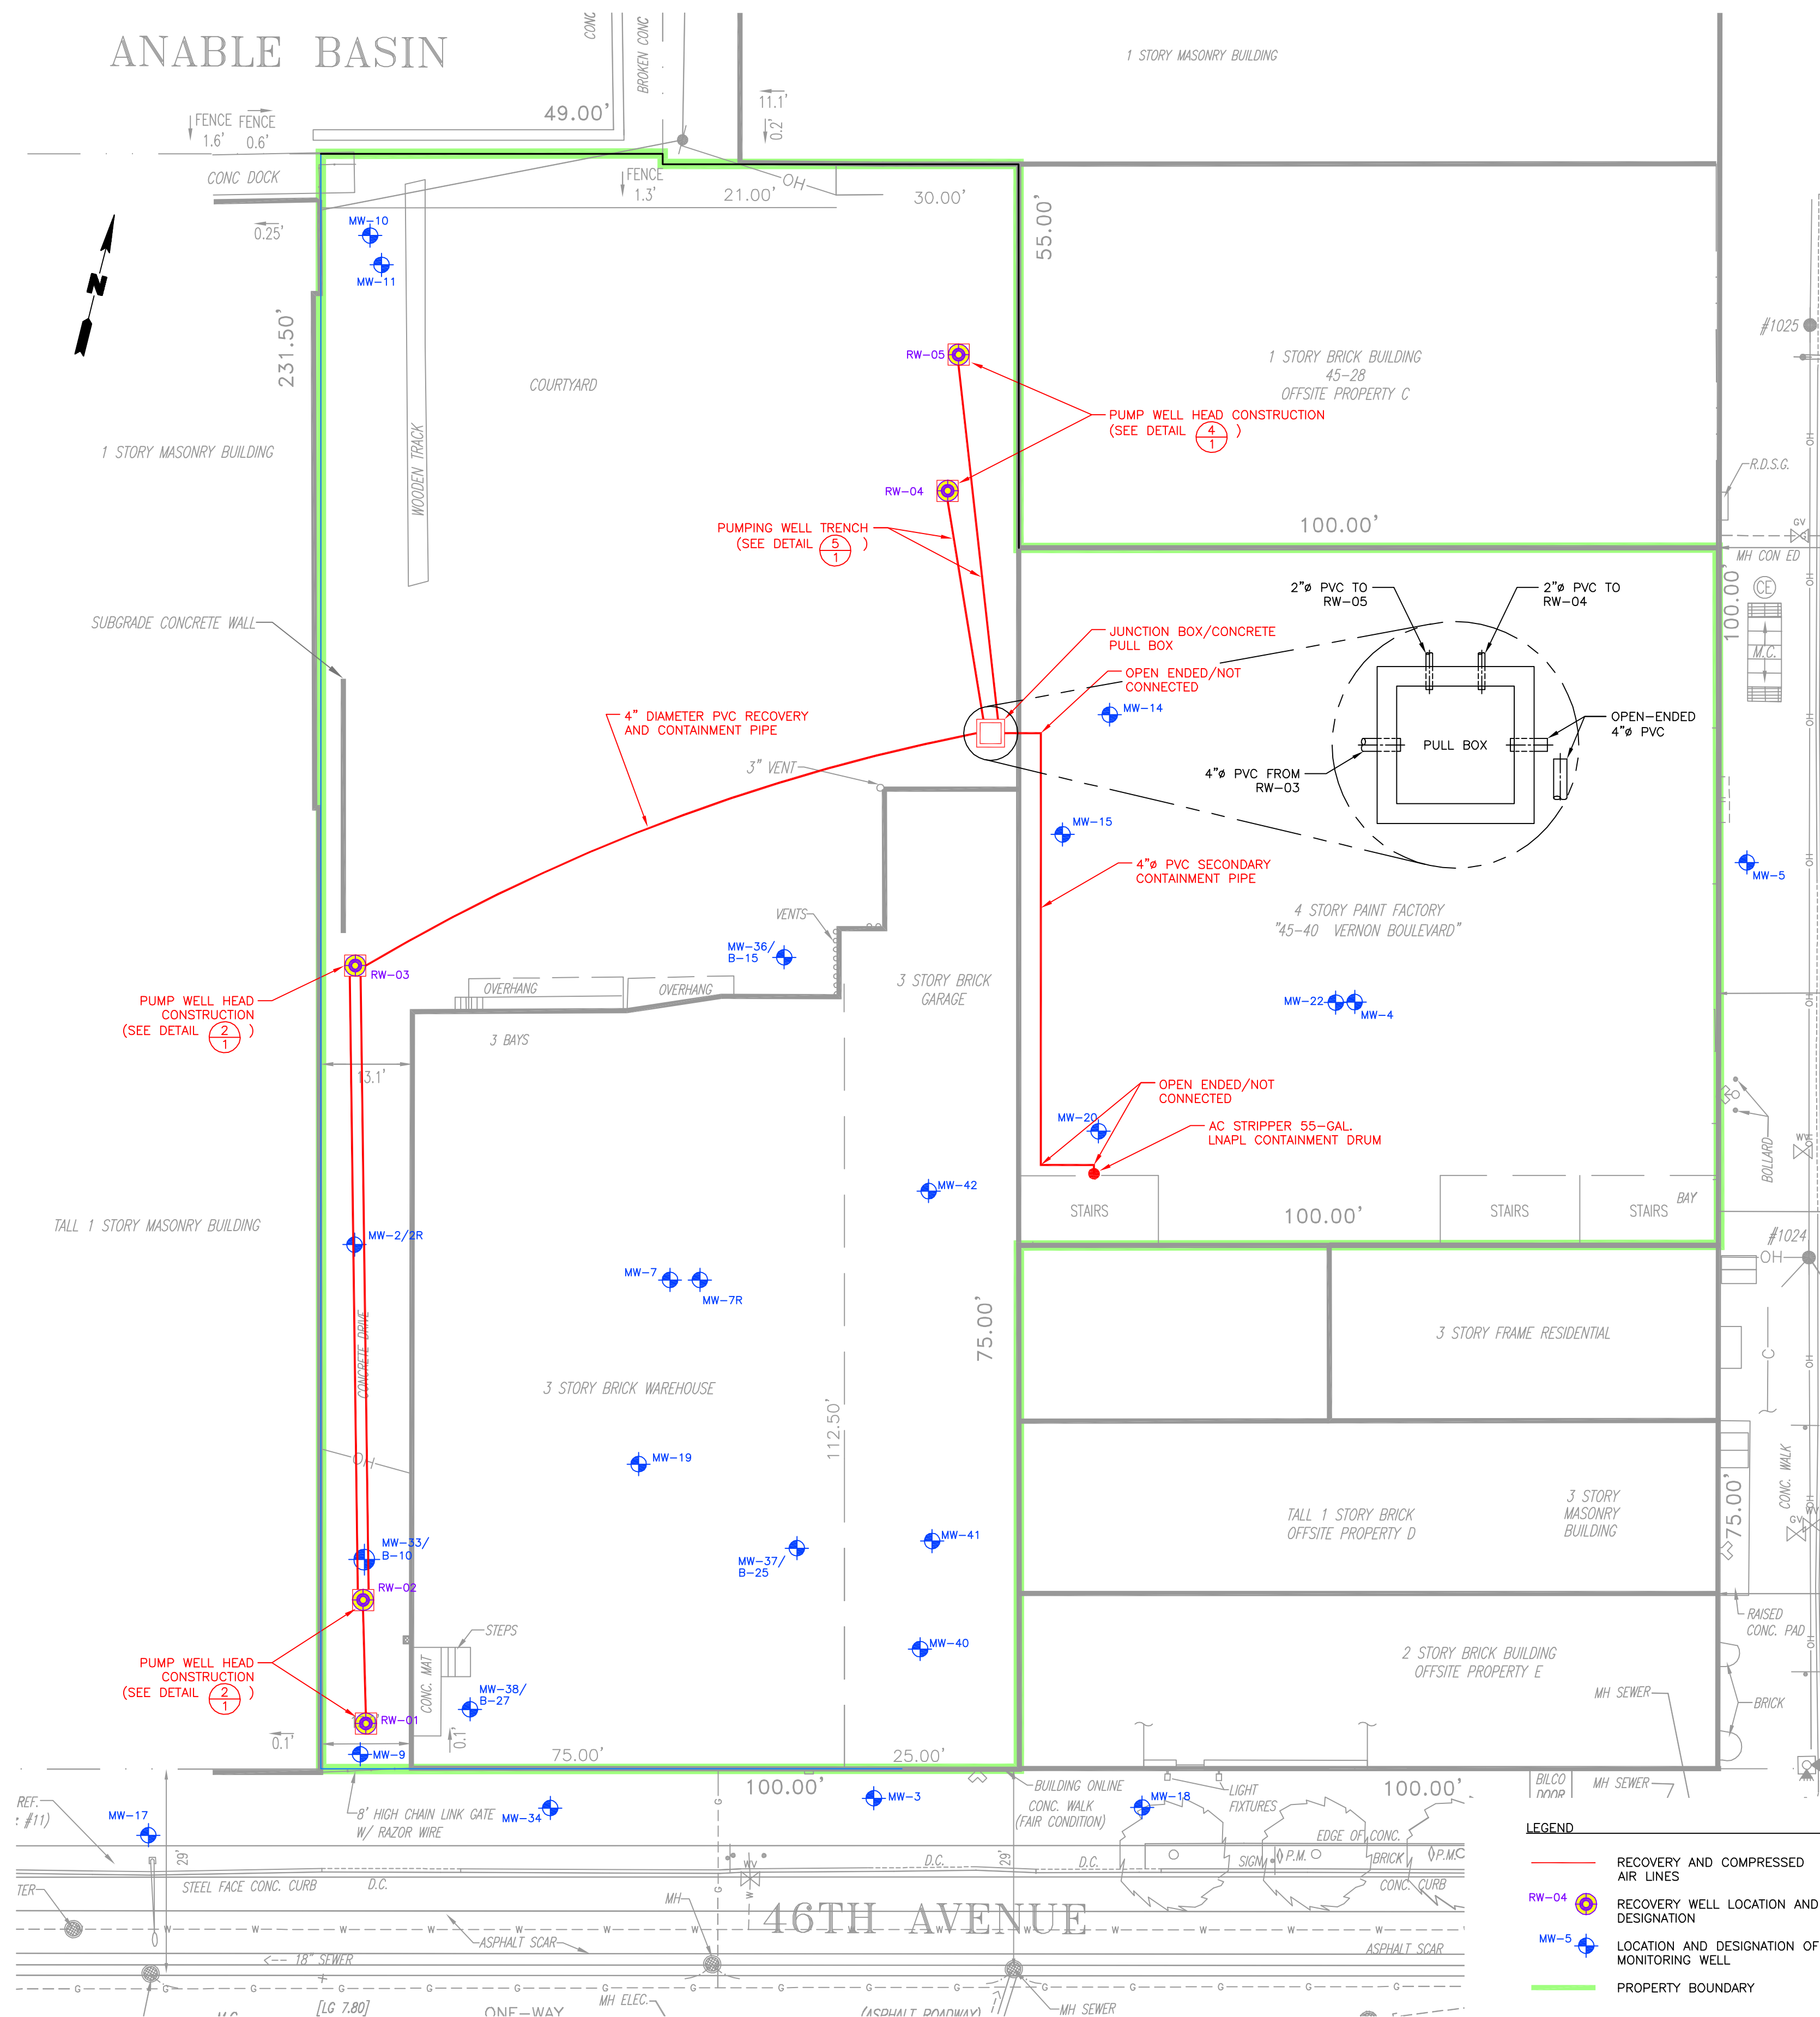 ANABLE BASIN
CONC
BROKEN CONC
1 STORY MASONRY BUILDING
49.00'
11.1'
0.2'
FENCE
1.6'
FENCE
0.6'
CONC DOCK
FENCE
1.3'
21.00'
OH
30.00'
55.00'
0.25'
MW-10
MW-11
N
231.50'
#1025
RW-05
1 STORY BRICK BUILDING
45-28
OFFSITE PROPERTY C
COURTYARD
PUMP WELL HEAD CONSTRUCTION
(SEE DETAIL 4
1 )
WOODEN TRACK
1 STORY MASONRY BUILDING
OH
R.D.S.G.
RW-04
PUMPING WELL TRENCH
(SEE DETAIL 5
1 )
100.00'
GV
MH CON ED
CE
100.00'
M.C.
OH
2"ø PVC TO
RW-05
2"ø PVC TO
RW-04
SUBGRADE CONCRETE WALL
JUNCTION BOX/CONCRETE
PULL BOX
OPEN ENDED/NOT
CONNECTED
4" DIAMETER PVC RECOVERY
AND CONTAINMENT PIPE
MW-14
OPEN-ENDED
4"ø PVC
PULL BOX
4"ø PVC FROM
RW-03
OH
3" VENT
MW-15
4"ø PVC SECONDARY
CONTAINMENT PIPE
OH
MW-5
VENTS
4 STORY PAINT FACTORY
"45-40 VERNON BOULEVARD"
MW-36/
B-15
RW-03
3 STORY BRICK
GARAGE
OVERHANG
OVERHANG
PUMP WELL HEAD
CONSTRUCTION
(SEE DETAIL 2
1 )
MW-22
MW-4
OH
3 BAYS
13.1'
OPEN ENDED/NOT
CONNECTED
MW-20
AC STRIPPER 55-GAL.
LNAPL CONTAINMENT DRUM
BOLLARD
WV
MW-42
STAIRS
100.00'
STAIRS
STAIRS
BAY
TALL 1 STORY MASONRY BUILDING
MW-2/2R
#1024
OH
MW-7
MW-7R
CONCRETE DRIVE
75.00'
3 STORY FRAME RESIDENTIAL
C
OH
3 STORY BRICK WAREHOUSE
112.50'
OH
MW-19
CONC. WALK
75.00'
OH
GV
WV
TALL 1 STORY BRICK
OFFSITE PROPERTY D
3 STORY
MASONRY
BUILDING
MW-33/
B-10
MW-41
MW-37/
B-25
RW-02
STEPS
RAISED
CONC. PAD
OH
PUMP WELL HEAD
CONSTRUCTION
(SEE DETAIL 2
1 )
CONC. MAT
MW-40
2 STORY BRICK BUILDING
OFFSITE PROPERTY E
MW-38/
B-27
MH SEWER
BRICK
RW-01
0.1'
0.1'
MW-9
75.00'
25.00'
100.00'
BUILDING ONLINE
CONC. WALK
(FAIR CONDITION)
LIGHT
FIXTURES
100.00'
BILCO
DOOR
MH SEWER
REF.
#11)
MW-17
8' HIGH CHAIN LINK GATE
W/ RAZOR WIRE
MW-34
MW-3
MW-18
G
EDGE OF CONC.
29'
29'
D.C.
D.C.
SIGN
P.M.
BRICK
P.M.
TER
STEEL FACE CONC. CURB
D.C.
WV
G
W
CONC. CURB
MH
46TH AVENUE
W W W W W W W W W W W W
ASPHALT SCAR
ASPHALT SCAR
<-- 18" SEWER
G G G G G G G G G G G G G
[LG 7.80]
ONE-WAY
MH ELEC.
(ASPHALT ROADWAY)
MH SEWER
LEGEND
RECOVERY AND COMPRESSED
AIR LINES
RW-04
RECOVERY WELL LOCATION AND
DESIGNATION
MW-5
LOCATION AND DESIGNATION OF
MONITORING WELL
PROPERTY BOUNDARY